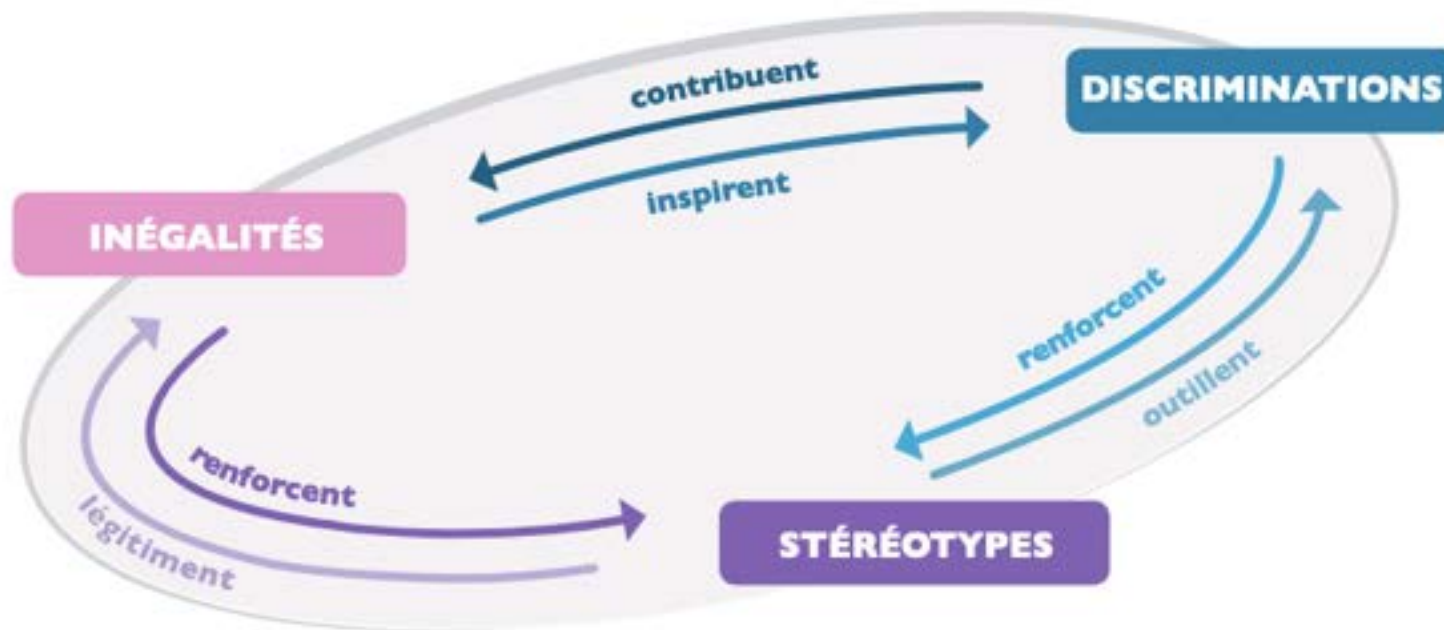 contribuent
DISCRIMINATIONS
inspirent
INÉGALITÉS
renforcent
outillent
renforcent
légitiment
STÉRÉOTYPES